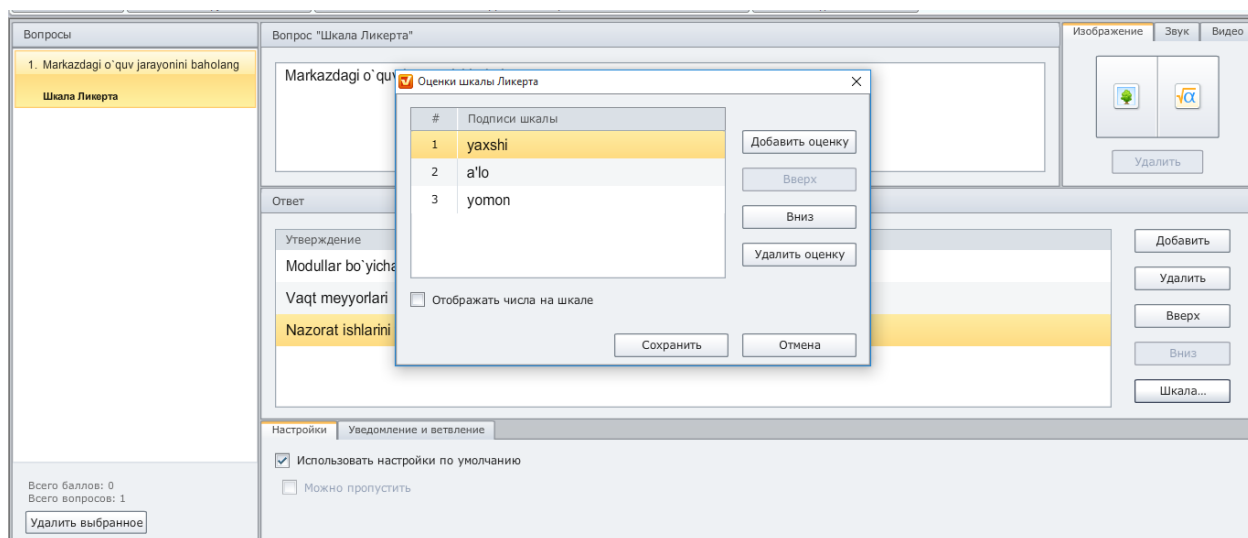 Вопросы
1. Markazdagi o`quv jarayonini baholang
Шкала Ликерта
Всего баллов: 0
Всего вопросов: 1
Удалить выбранное
Вопрос "Шкала Ликерта"
Markazdagi o`quv
Изображение Звук Видео
Удалить
Оценки шкалы Ликерта
# Подписи шкалы
1 yaxshi
2 a'lo
3 yomon
Добавить оценку
Вверх
Вниз
Удалить оценку
Отображать числа на шкале
Сохранить Отмена
Ответ
Утверждение
Modullar bo`yicha
Vaqt meyyorlari
Nazorat ishlarini
Добавить
Удалить
Вверх
Вниз
Шкала...
Настройки Уведомление и ветвление
Использовать настройки по умолчанию
Можно пропустить